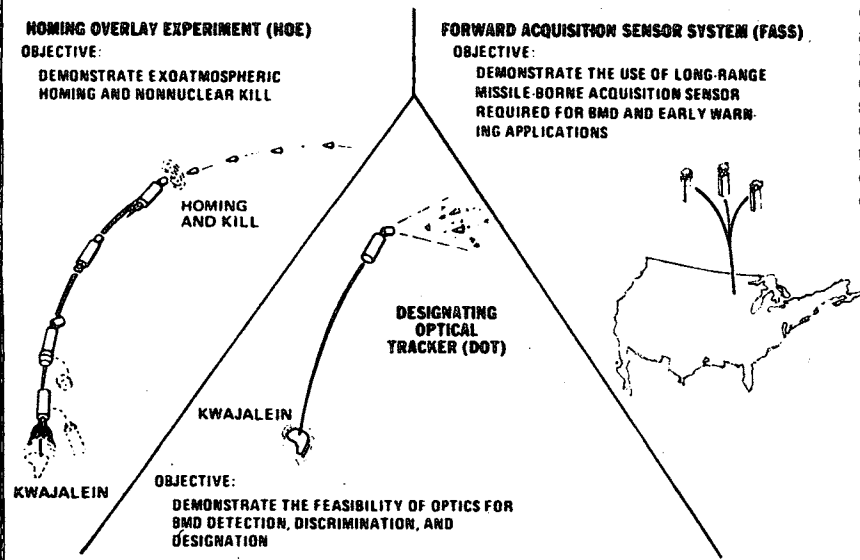 HOMING OVERLAY EXPERIMENT (HOE)
OBJECTIVE:
DEMONSTRATE EXOATMOSPHERIC
HOMING AND NONNUCLEAR KILL
HOMING
AND KILL
KWAJALEIN
FORWARD ACQUISITION SENSOR SYSTEM (FASS)
OBJECTIVE:
DEMONSTRATE THE USE OF LONG-RANGE
MISSILE-BORNE ACQUISITION SENSOR
REQUIRED FOR BMD AND EARLY WARN-
ING APPLICATIONS
DESIGNATING
OPTICAL
TRACKER (DOT)
KWAJALEIN
OBJECTIVE:
DEMONSTRATE THE FEASIBILITY OF OPTICS FOR
BMD DETECTION, DISCRIMINATION, AND
DESIGNATION